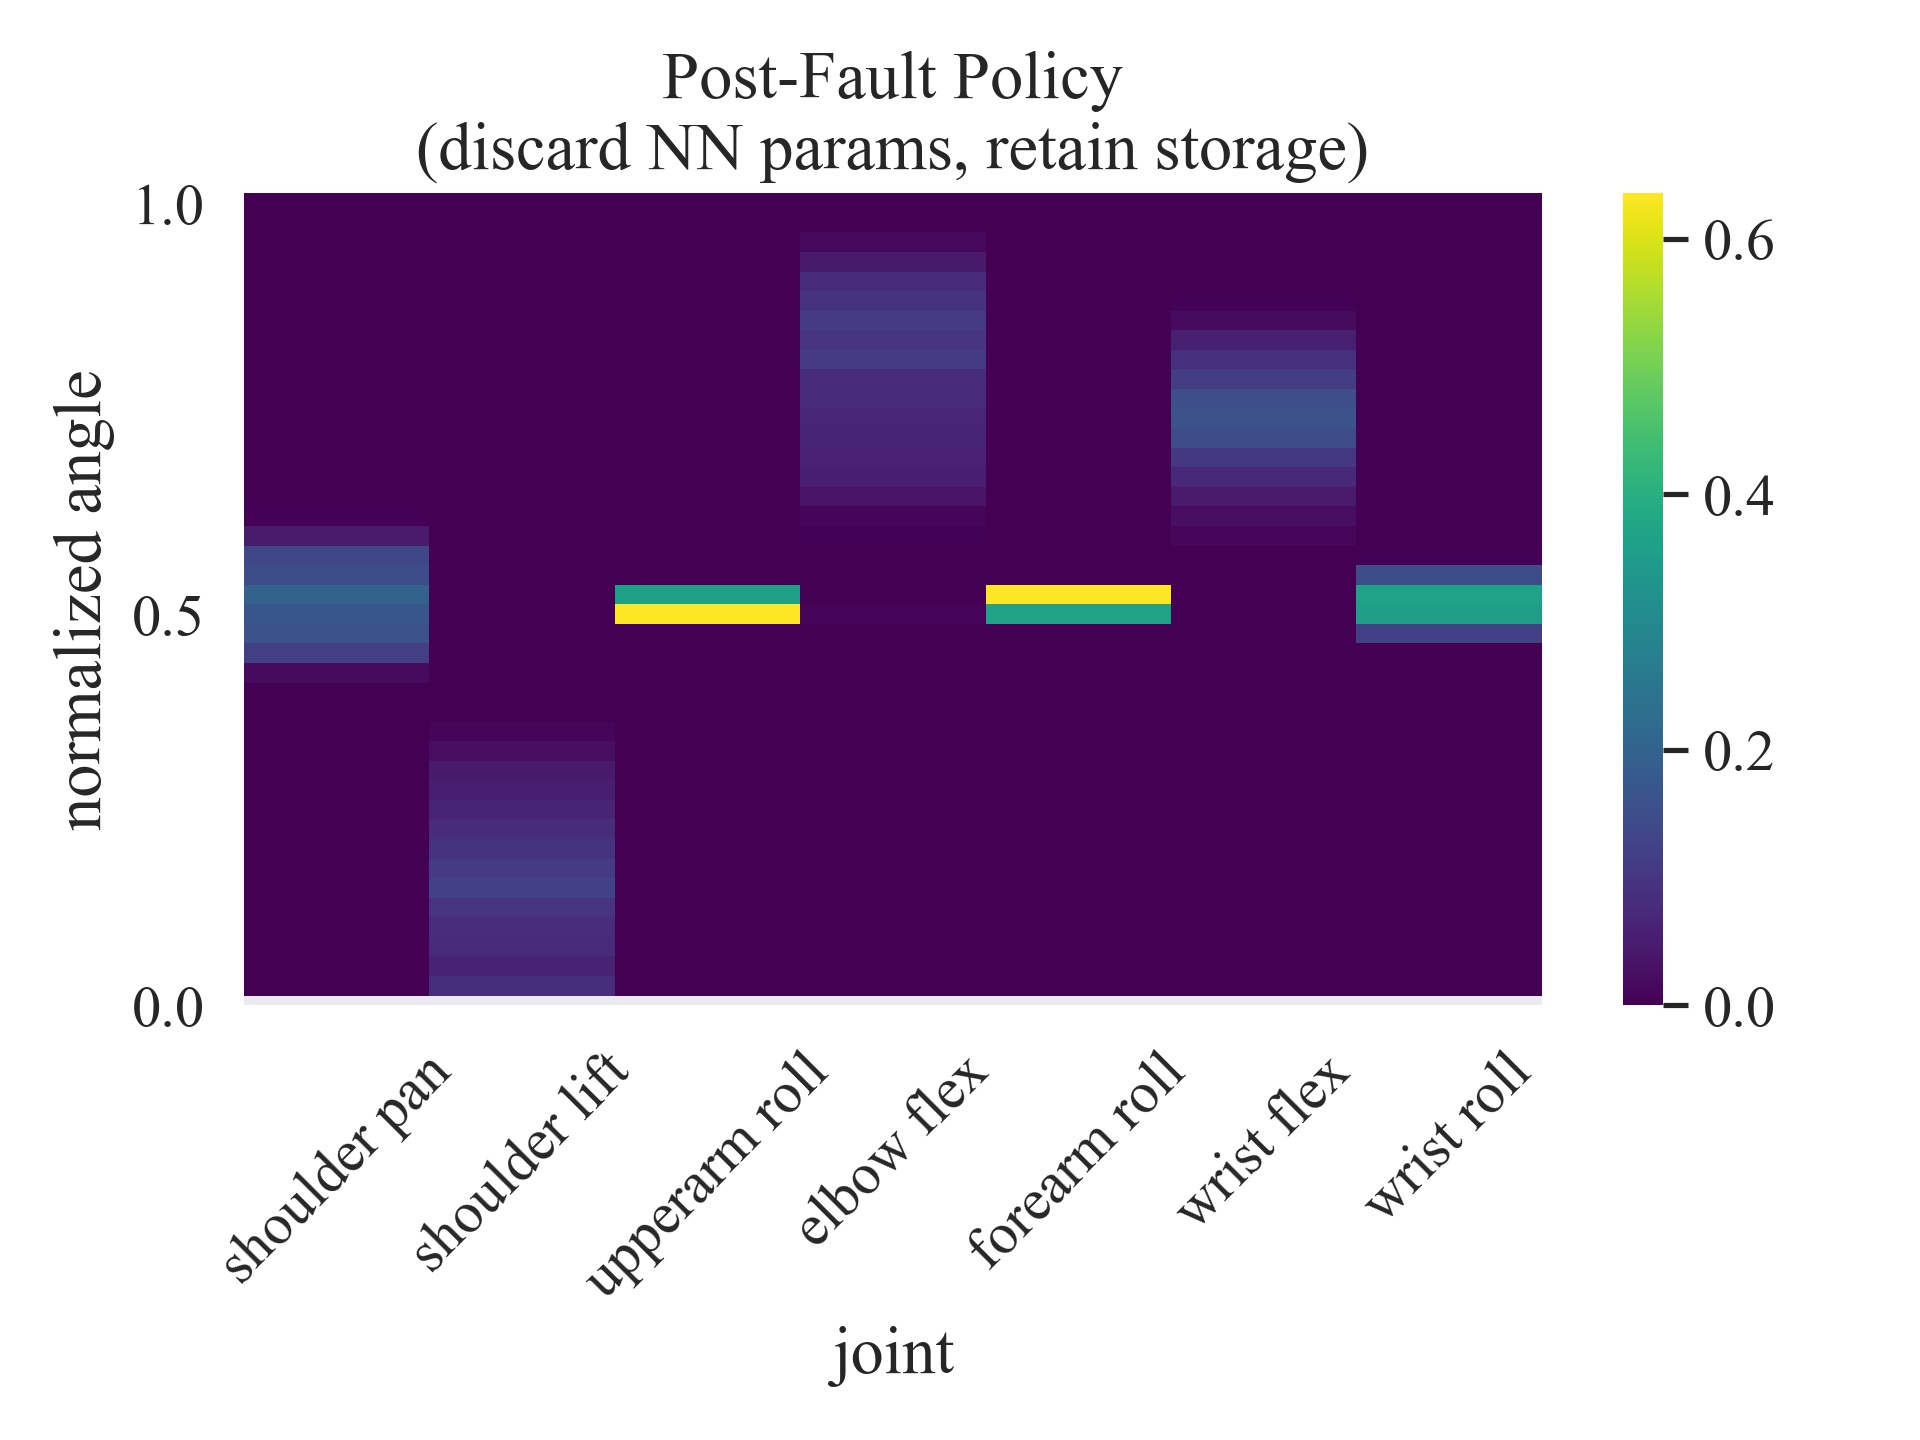 Post-Fault Policy
(discard NN params, retain storage)
1.0
0.5
0.0
normalized angle
0.6
0.4
0.2
0.0
shoulder pan
shoulder lift
upperarm roll
elbow flex
forearm roll
wrist flex
wrist roll
joint